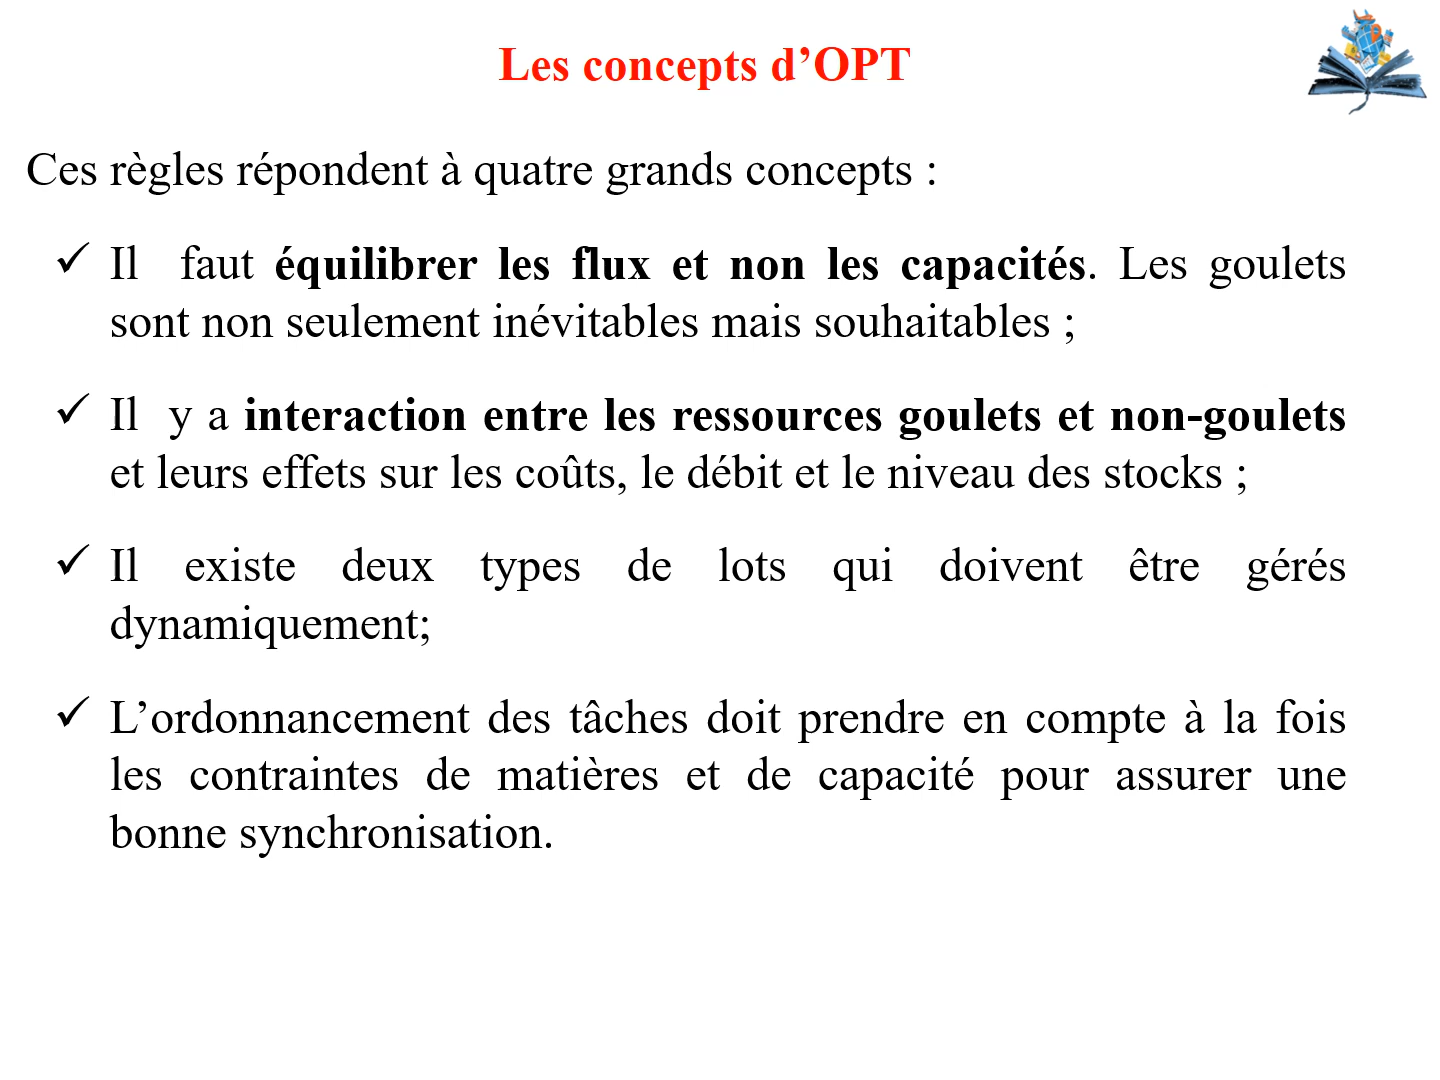 Les concepts d’OPT
Ces règles répondent à quatre grands concepts :
✓ Il faut équilibrer les flux et non les capacités. Les goulets
sont non seulement inévitables mais souhaitables ;
✓ Il y a interaction entre les ressources goulets et non-goulets
et leurs effets sur les coûts, le débit et le niveau des stocks ;
✓ Il existe deux types de lots qui doivent être gérés
dynamiquement;
✓ L’ordonnancement des tâches doit prendre en compte à la fois
les contraintes de matières et de capacité pour assurer une
bonne synchronisation.